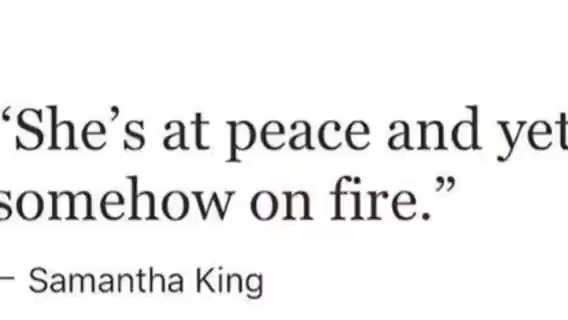 “She’s at peace and yet
somehow on fire.”
– Samantha King